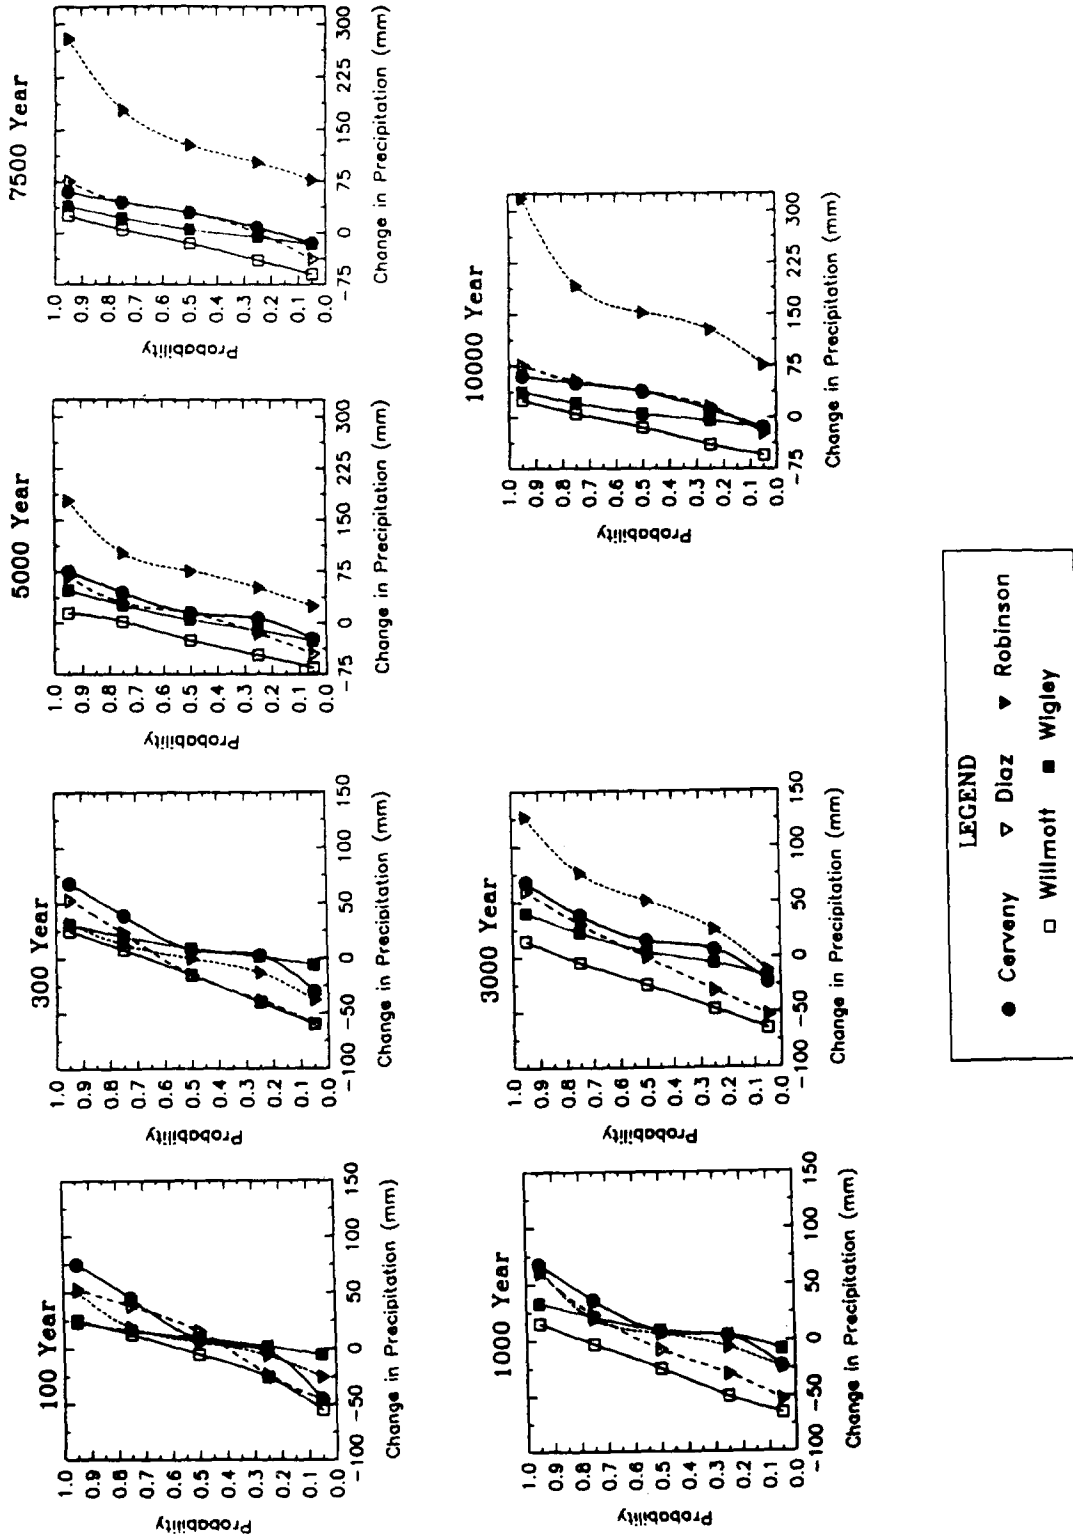 100 Year
Probability
1.0
0.9
0.8
0.7
0.6
0.5
0.4
0.3
0.2
0.1
0.0
-100 -50 0 50 100 150
Change in Precipitation (mm)
300 Year
Probability
1.0
0.9
0.8
0.7
0.6
0.5
0.4
0.3
0.2
0.1
0.0
-100 -50 0 50 100 150
Change in Precipitation (mm)
5000 Year
Probability
1.0
0.9
0.8
0.7
0.6
0.5
0.4
0.3
0.2
0.1
0.0
-75 0 75 150 225 300
Change in Precipitation (mm)
7500 Year
Probability
1.0
0.9
0.8
0.7
0.6
0.5
0.4
0.3
0.2
0.1
0.0
-75 0 75 150 225 300
Change in Precipitation (mm)
1000 Year
Probability
1.0
0.9
0.8
0.7
0.6
0.5
0.4
0.3
0.2
0.1
0.0
-100 -50 0 50 100 150
Change in Precipitation (mm)
3000 Year
Probability
1.0
0.9
0.8
0.7
0.6
0.5
0.4
0.3
0.2
0.1
0.0
-100 -50 0 50 100 150
Change in Precipitation (mm)
10000 Year
Probability
1.0
0.9
0.8
0.7
0.6
0.5
0.4
0.3
0.2
0.1
0.0
-75 0 75 150 225 300
Change in Precipitation (mm)
LEGEND
Cerveny Diaz Robinson
Willmott Wigley